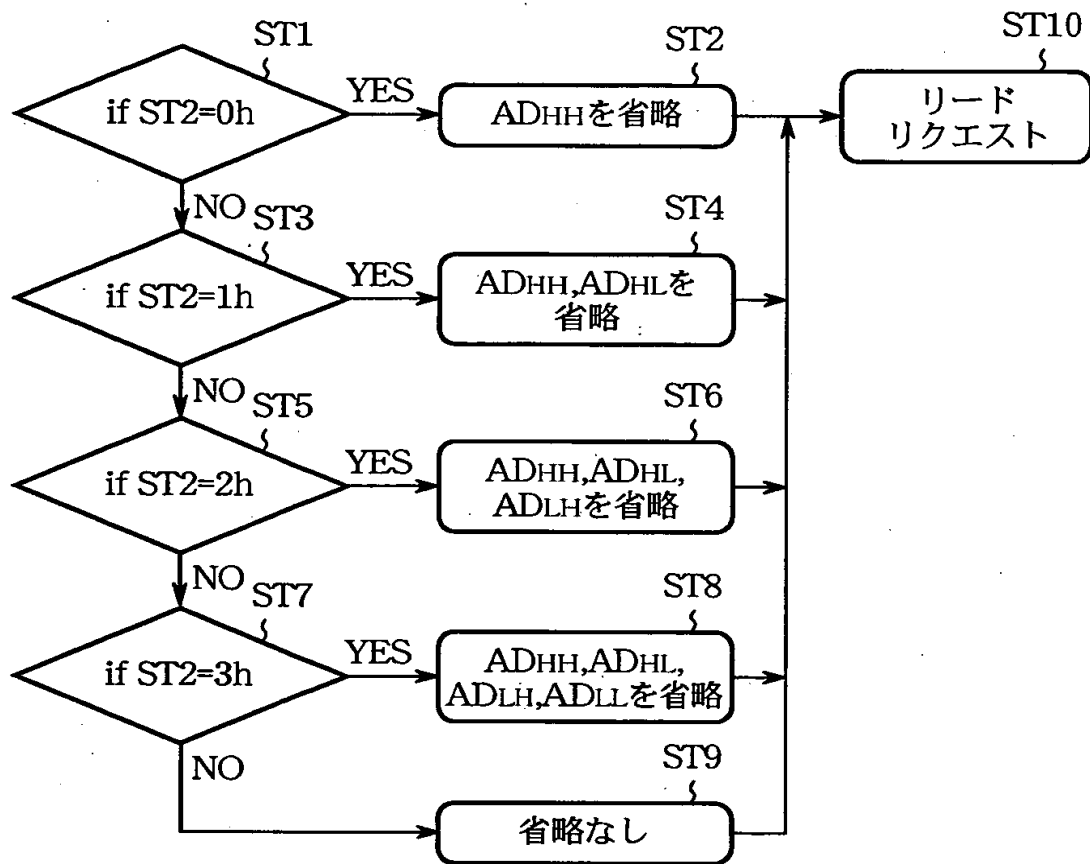 ST1
if ST2=0h
YES
ST2
ADHHを省略
ST10
リード
リクエスト
NO
ST3
if ST2=1h
YES
ST4
ADHH,ADHLを
省略
NO
ST5
if ST2=2h
YES
ST6
ADHH,ADHL,
ADLHを省略
NO
ST7
if ST2=3h
YES
ST8
ADHH,ADHL,
ADLH,ADLLを省略
NO
ST9
省略なし